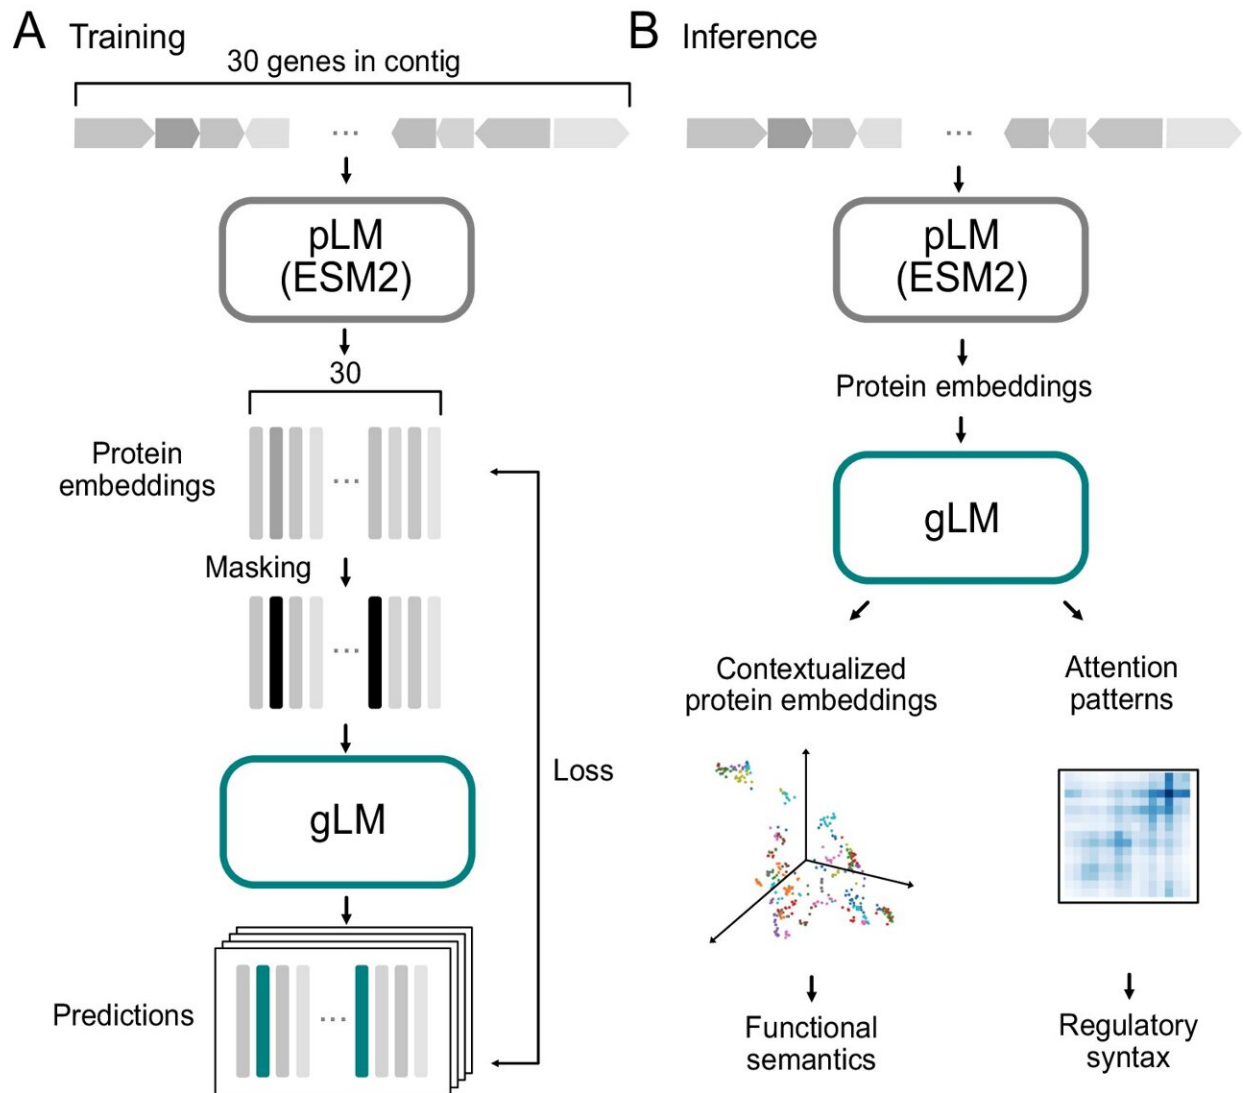 A Training
30 genes in contig
...
pLM
(ESM2)
30
Protein
embeddings
...
Masking
...
gLM
Loss
Predictions
...
B Inference
...
pLM
(ESM2)
Protein embeddings
gLM
Contextualized
protein embeddings
Attention
patterns
Functional
semantics
Regulatory
syntax